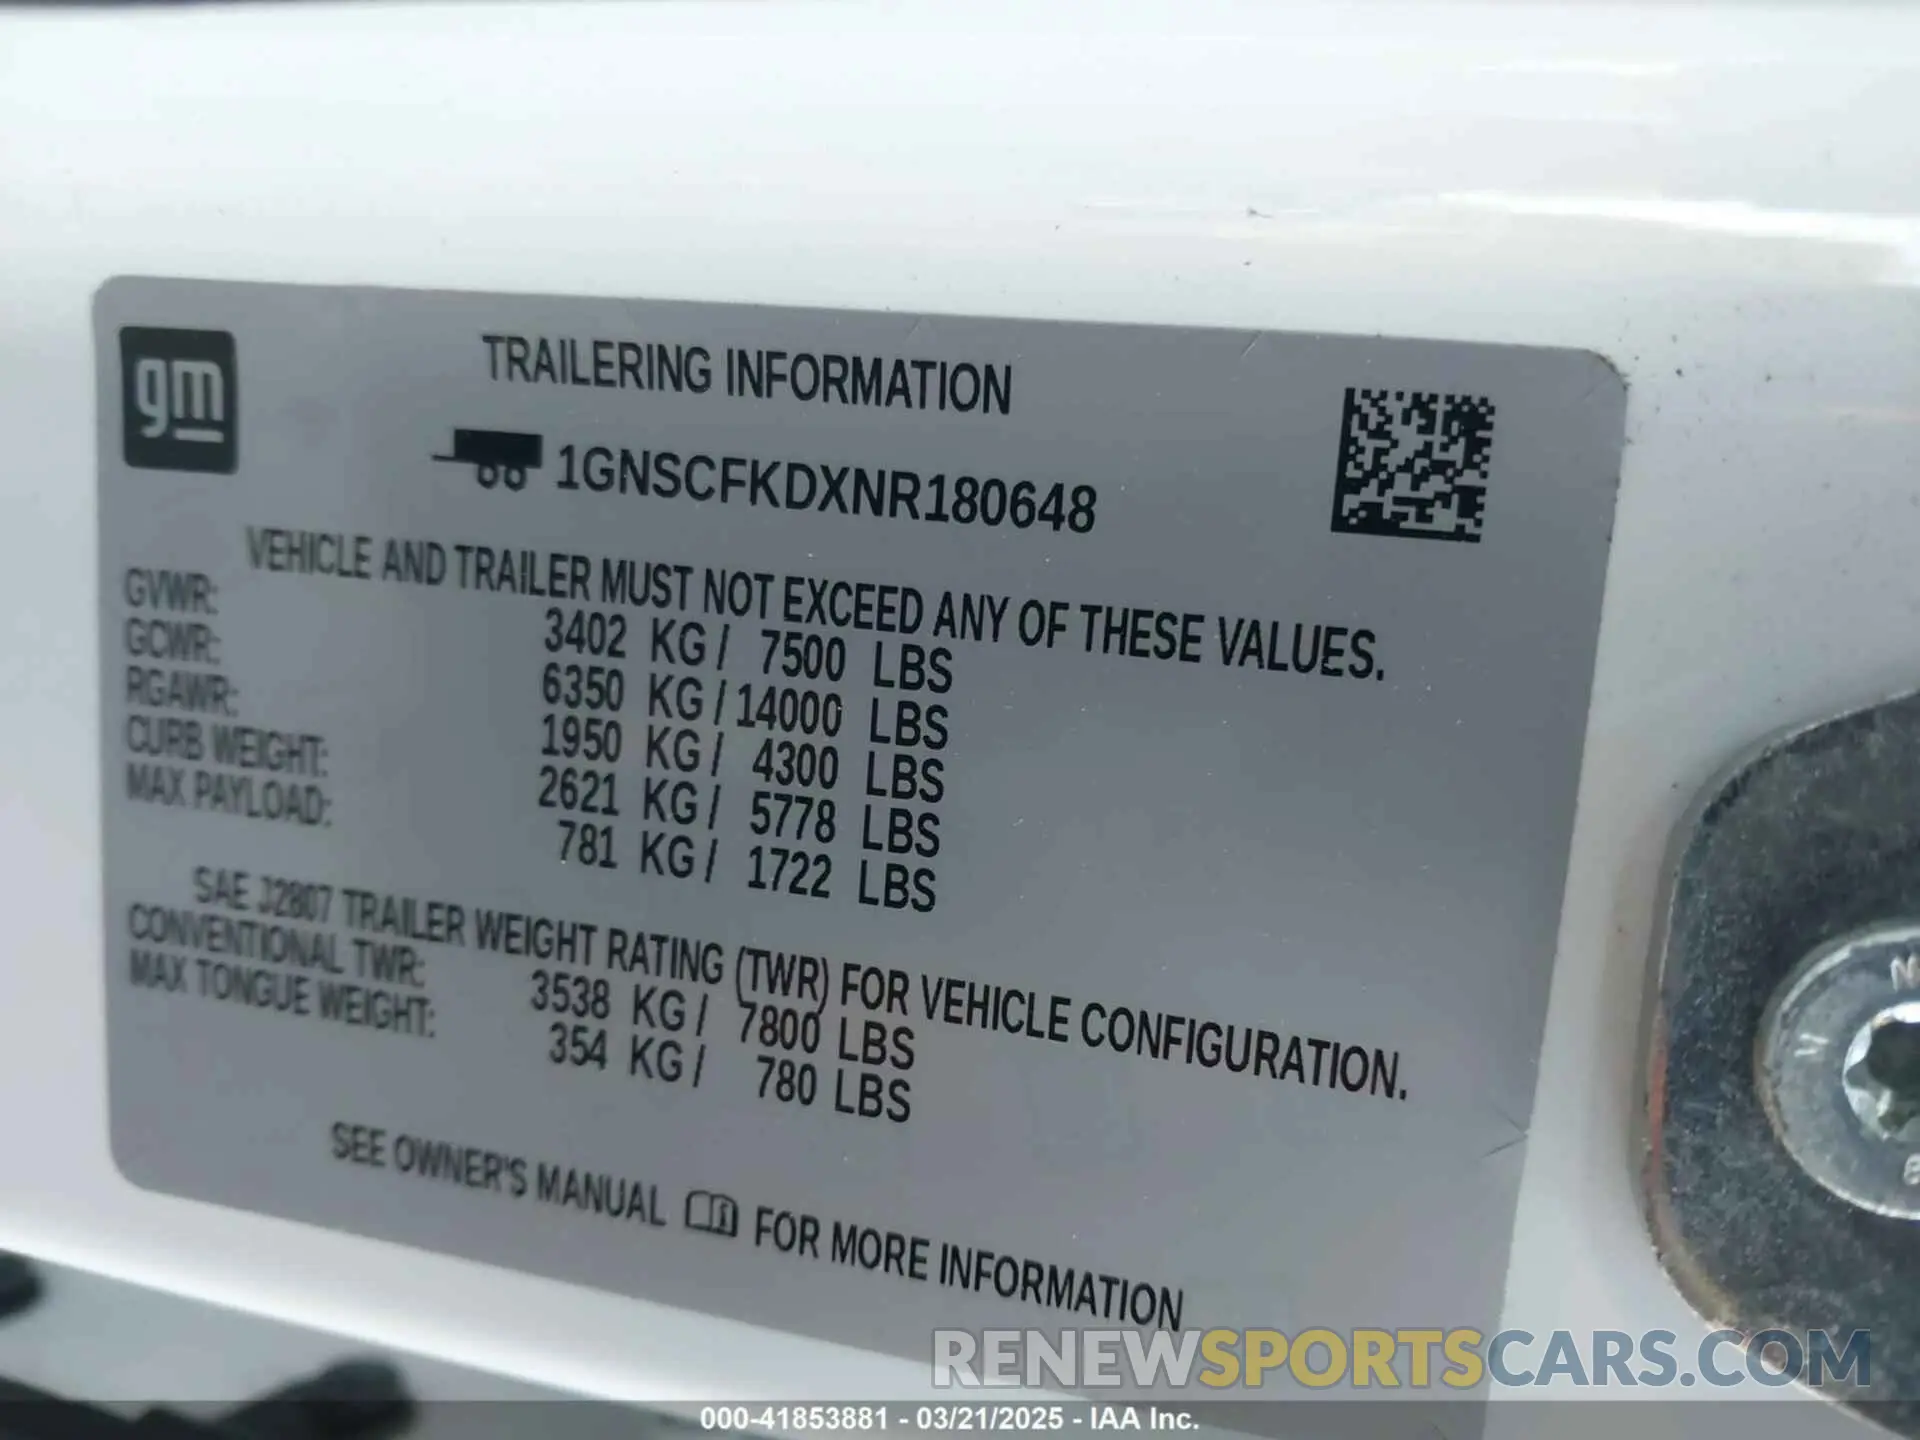 gm
TRAILERING INFORMATION
1GNSCFKDXNR180648
VEHICLE AND TRAILER MUST NOT EXCEED ANY OF THESE VALUES.
GVWR: 3402 KG / 7500 LBS
GCWR: 6350 KG / 14000 LBS
RGAWR: 1950 KG / 4300 LBS
CURB WEIGHT: 2621 KG / 5778 LBS
MAX PAYLOAD: 781 KG / 1722 LBS
SAE J2807 TRAILER WEIGHT RATING (TWR) FOR VEHICLE CONFIGURATION.
CONVENTIONAL TWR: 3538 KG / 7800 LBS
MAX TONGUE WEIGHT: 354 KG / 780 LBS
SEE OWNER'S MANUAL FOR MORE INFORMATION
RENEWSPORTSCARS.COM
000-41853881 - 03/21/2025 - IAA Inc.